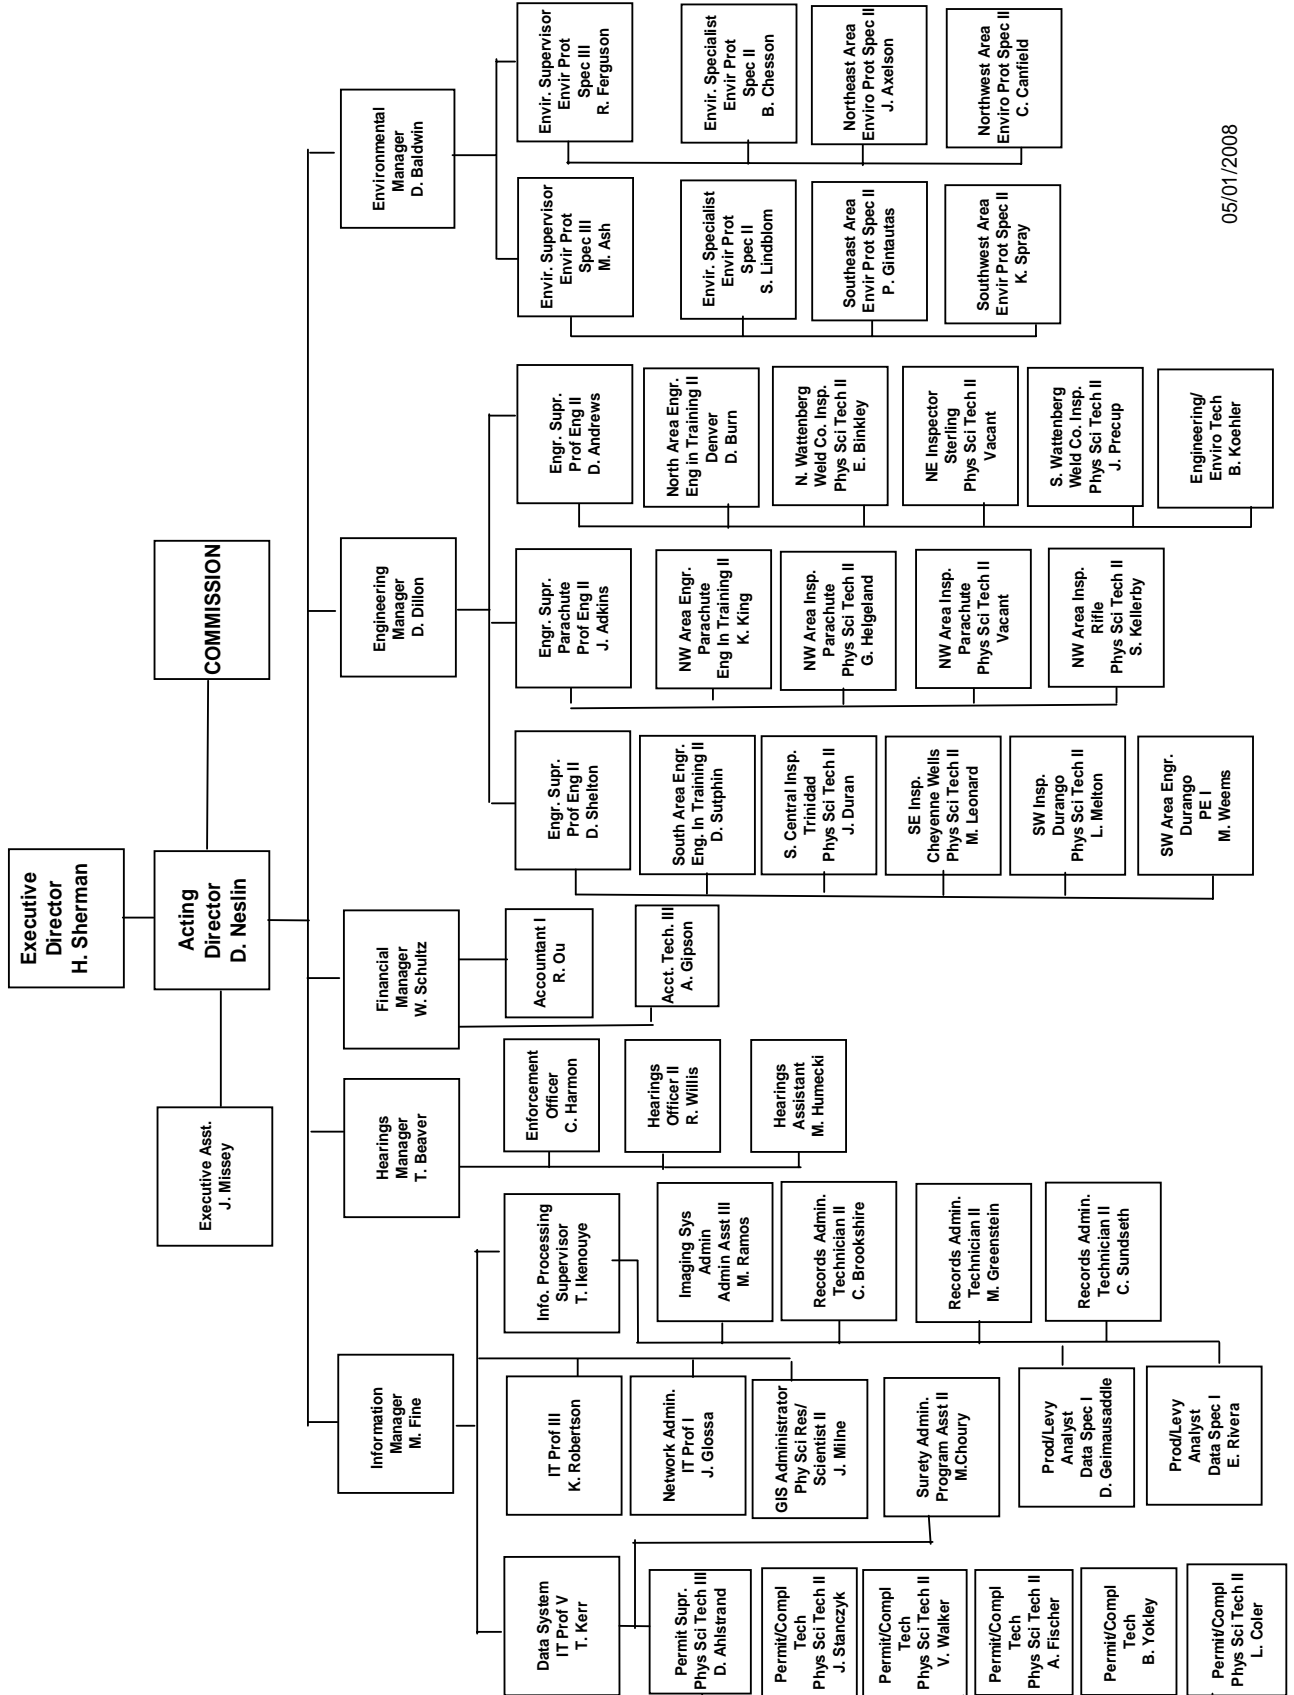 Executive
Director
H. Sherman
Acting
Director
D. Neslin
COMMISSION
Executive Asst.
J. Missey
Information
Manager
M. Fine
Hearings
Manager
T. Beaver
Financial
Manager
W. Schultz
Engineering
Manager
D. Dillon
Environmental
Manager
D. Baldwin
Data System
IT Prof V
T. Kerr
Permit Supr.
Phys Sci Tech III
D. Ahlstrand
Permit/Compl
Tech
Phys Sci Tech II
J. Stanczyk
Permit/Compl
Tech
Phys Sci Tech II
V. Walker
Permit/Compl
Tech
Phys Sci Tech II
A. Fischer
Permit/Compl
Tech
B. Yokley
Permit/Compl
Phys Sci Tech II
L. Coler
IT Prof III
K. Robertson
Network Admin.
IT Prof I
J. Glossa
GIS Administrator
Phy Sci Res/
Scientist II
J. Milne
Surety Admin.
Program Asst II
M.Choury
Prod/Levy
Analyst
Data Spec I
D. Geimausaddle
Prod/Levy
Analyst
Data Spec I
E. Rivera
Info. Processing
Supervisor
T. Ikenouye
Imaging Sys
Admin
Admin Asst III
M. Ramos
Records Admin.
Technician II
C. Brookshire
Records Admin.
Technician II
M. Greenstein
Records Admin.
Technician II
C. Sundseth
Enforcement
Officer
C. Harmon
Hearings
Officer II
R. Willis
Hearings
Assistant
M. Humecki
Accountant I
R. Ou
Acct. Tech. III
A. Gipson
Engr. Supr.
Prof Eng II
D. Shelton
South Area Engr.
Eng. In Training II
D. Sutphin
S. Central Insp.
Trinidad
Phys Sci Tech II
J. Duran
SE Insp.
Cheyenne Wells
Phys Sci Tech II
M. Leonard
SW Insp.
Durango
Phys Sci Tech II
L. Melton
SW Area Engr.
Durango
PE I
M. Weems
Engr. Supr.
Parachute
Prof Eng II
J. Adkins
NW Area Engr.
Parachute
Eng In Training II
K. King
NW Area Insp.
Parachute
Phys Sci Tech II
G. Helgeland
NW Area Insp.
Parachute
Phys Sci Tech II
Vacant
NW Area Insp.
Rifle
Phys Sci Tech II
S. Kellerby
Engr. Supr.
Prof Eng II
D. Andrews
North Area Engr.
Eng in Training II
Denver
D. Burn
N. Wattenberg
Weld Co. Insp.
Phys Sci Tech II
E. Binkley
NE Inspector
Sterling
Phys Sci Tech II
Vacant
S. Wattenberg
Weld Co. Insp.
Phys Sci Tech II
J. Precup
Engineering/
Enviro Tech
B. Koehler
Envir. Supervisor
Envir Prot
Spec III
M. Ash
Envir. Specialist
Envir Prot
Spec II
S. Lindblom
Southeast Area
Envir Prot Spec II
P. Gintautas
Southwest Area
Envir Prot Spec II
K. Spray
Envir. Supervisor
Envir Prot
Spec III
R. Ferguson
Envir. Specialist
Envir Prot
Spec II
B. Chesson
Northeast Area
Enviro Prot Spec II
J. Axelson
Northwest Area
Enviro Prot Spec II
C. Canfield
05/01/2008